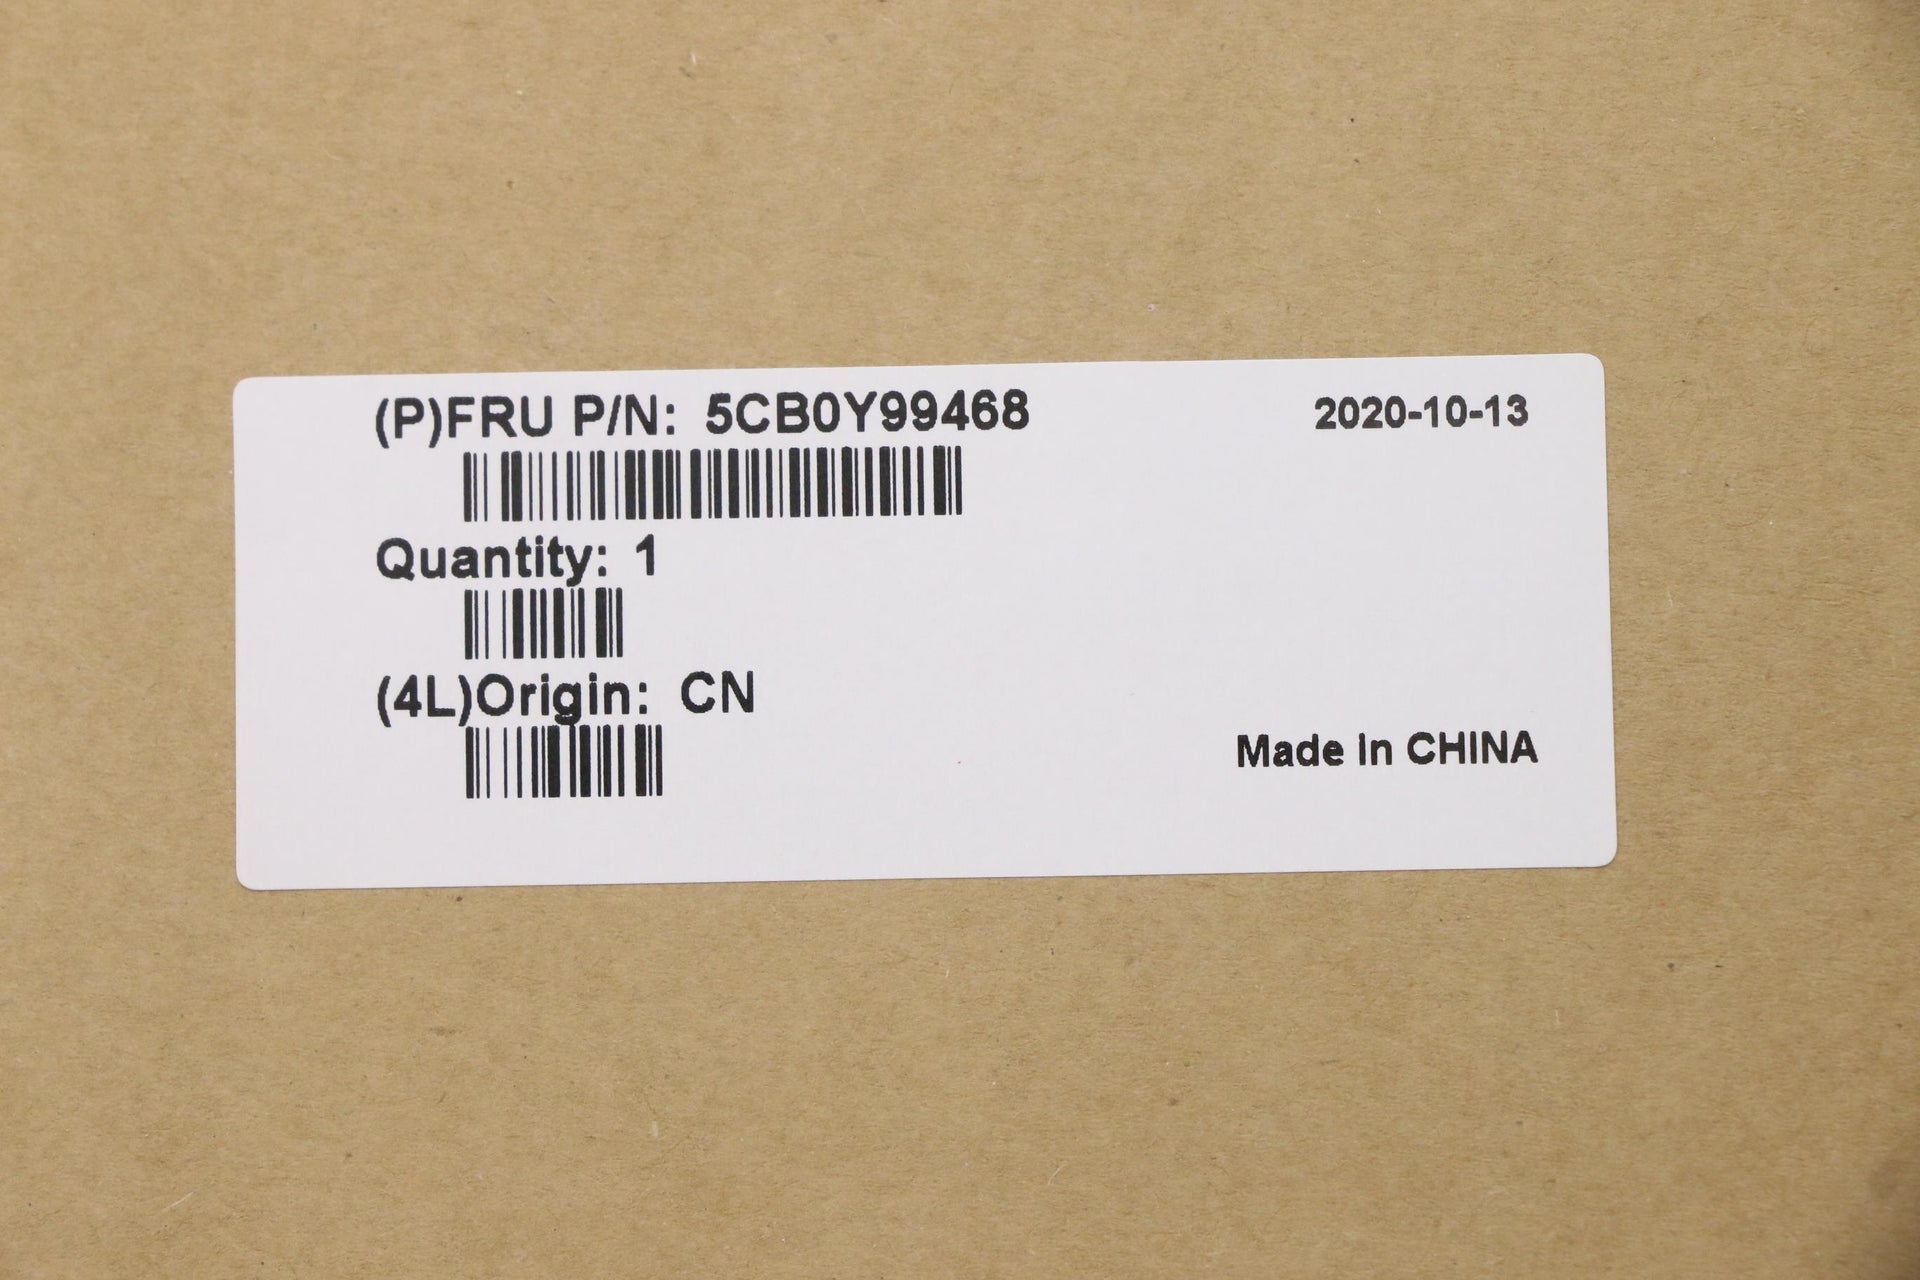 (P)FRU P/N: 5CB0Y99468
2020-10-13
Quantity: 1
(4L)Origin: CN
Made In CHINA